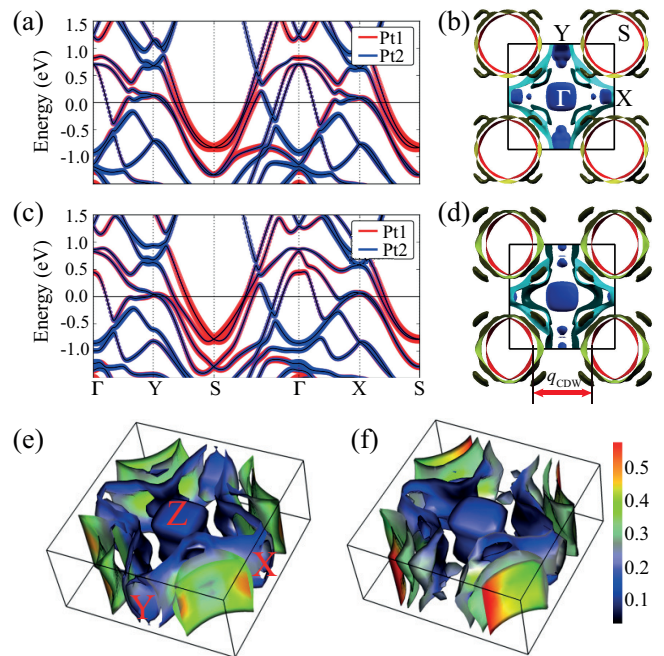 (a)
Energy (eV)
1.5
1.0
0.5
0.0
-0.5
-1.0
Pt1
Pt2
(b)
Y
S
Γ
X
(c)
Energy (eV)
1.5
1.0
0.5
0.0
-0.5
-1.0
Pt1
Pt2
Γ Y S Γ X S
(d)
qCDW
(e)
Z
X
Y
(f)
0.5
0.4
0.3
0.2
0.1